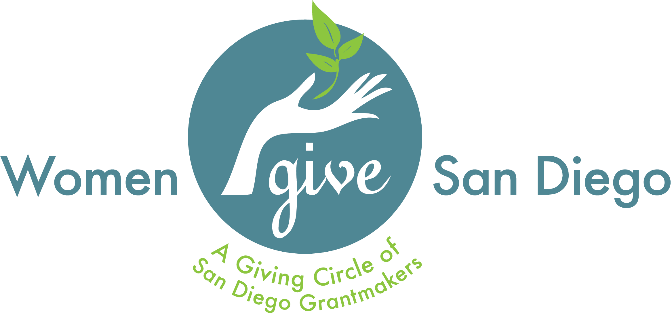 Women give San Diego
A Giving Circle of
San Diego Grantmakers